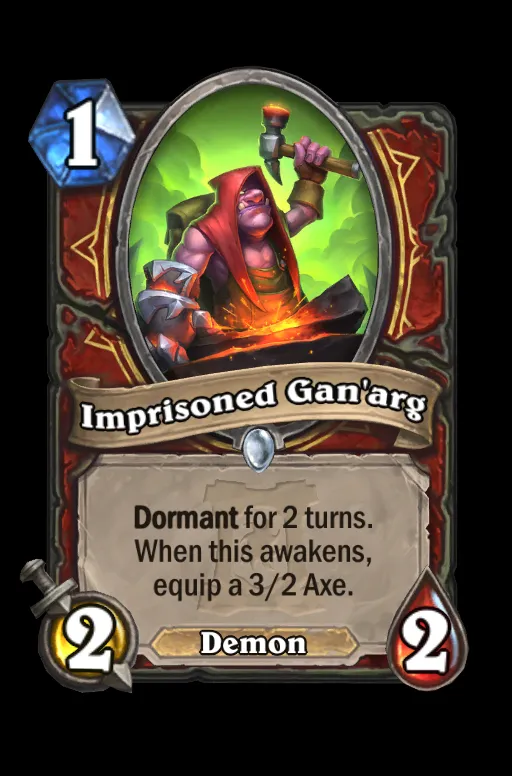 1
Imprisoned Gan'arg
Dormant for 2 turns.
When this awakens,
equip a 3/2 Axe.
2
Demon
2